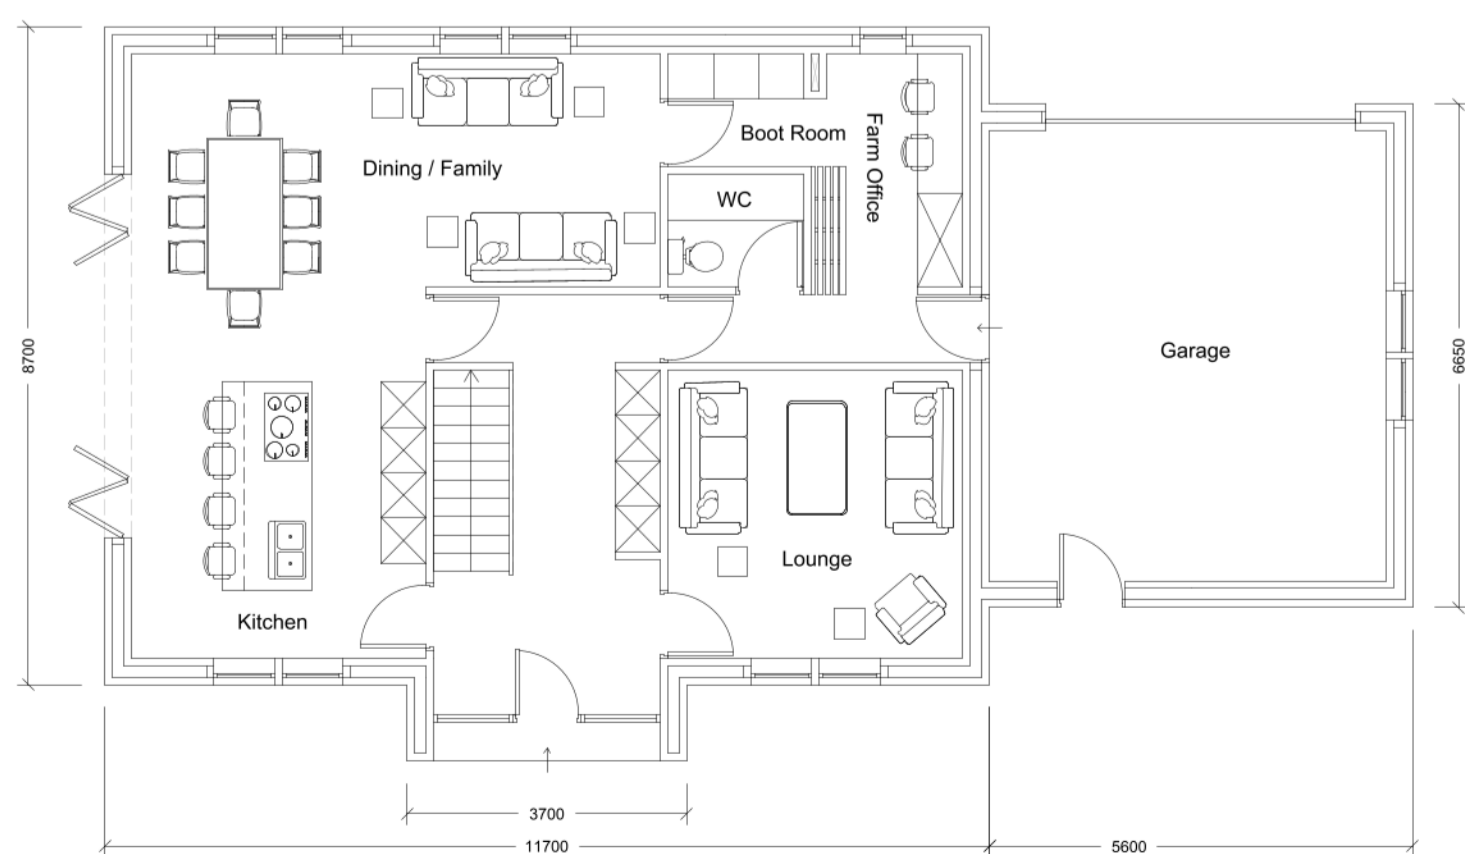 Boot Room
Farm Office
Dining / Family
WC
8700
Garage
6650
Lounge
Kitchen
3700
11700
5600